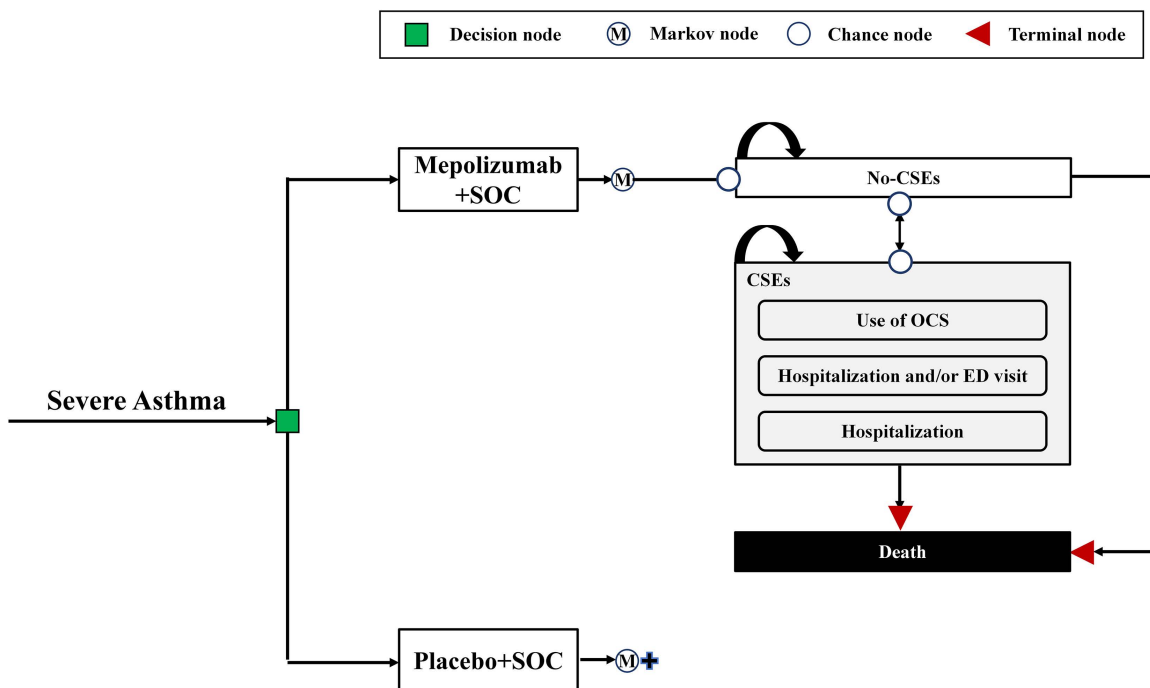 Decision node
M Markov node
Chance node
Terminal node
Mepolizumab
+SOC
M
No-CSEs
CSEs
Use of OCS
Hospitalization and/or ED visit
Hospitalization
Severe Asthma
Death
Placebo+SOC
M